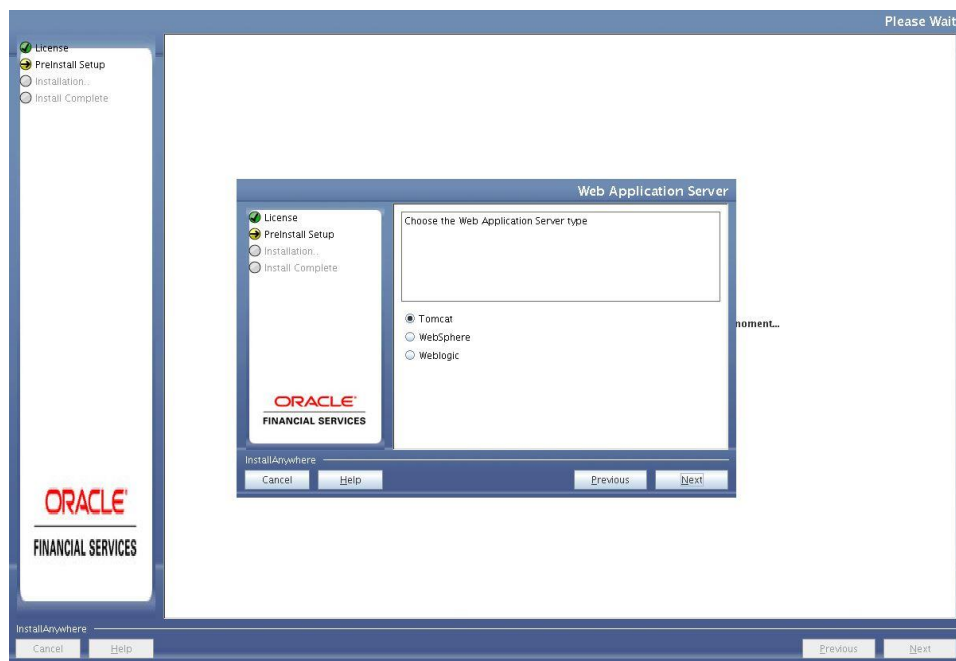 Please Wait
License
PreInstall Setup
Installation..
Install Complete
Web Application Server
License
PreInstall Setup
Installation..
Install Complete
Choose the Web Application Server type
Tomcat
WebSphere
Weblogic
moment...
ORACLE
FINANCIAL SERVICES
InstallAnywhere
Cancel
Help
Previous
Next
ORACLE
FINANCIAL SERVICES
InstallAnywhere
Cancel
Help
Previous
Next